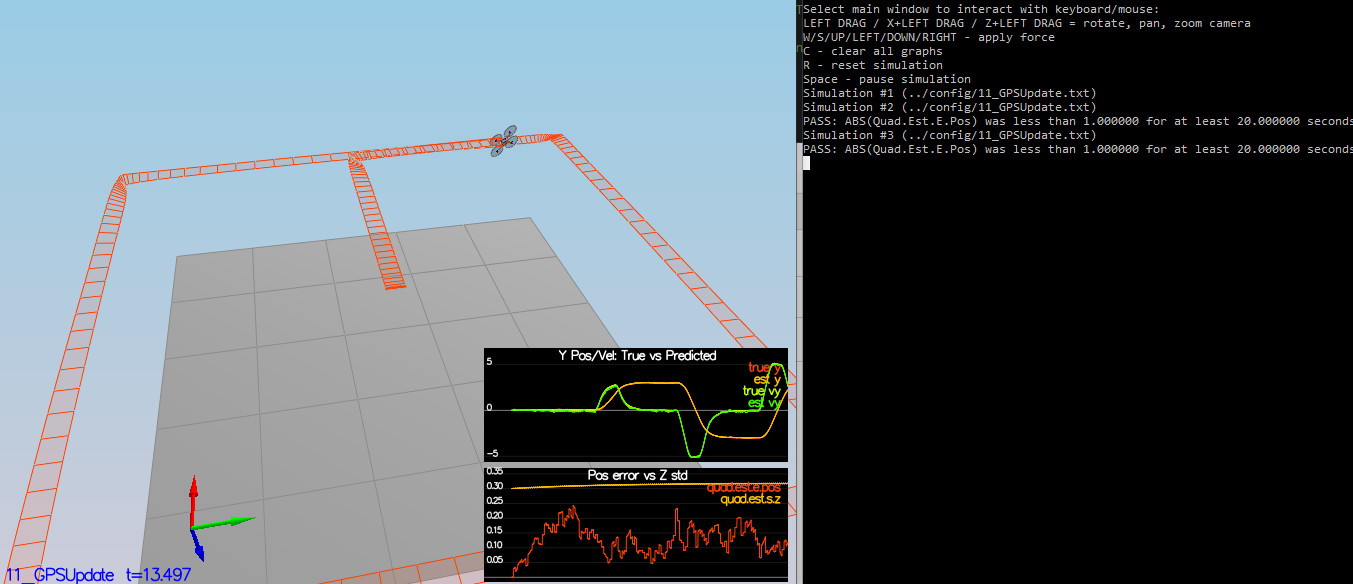 Select main window to interact with keyboard/mouse:
LEFT DRAG / X+LEFT DRAG / Z+LEFT DRAG = rotate, pan, zoom camera
W/S/UP/LEFT/DOWN/RIGHT - apply force
C - clear all graphs
R - reset simulation
Space - pause simulation
Simulation #1 (../config/11_GPSUpdate.txt)
Simulation #2 (../config/11_GPSUpdate.txt)
PASS: ABS(Quad.Est.E.Pos) was less than 1.000000 for at least 20.000000 seconds
Simulation #3 (../config/11_GPSUpdate.txt)
PASS: ABS(Quad.Est.E.Pos) was less than 1.000000 for at least 20.000000 seconds
Y Pos/Vel: True vs Predicted
5
true y
est y
true vy
est vy
0
−5
Pos error vs Z std
0.35
0.30
quad.est.e.pos
quad.est.s.z
0.25
0.20
0.15
0.10
0.05
11_GPSUpdate t=13.497